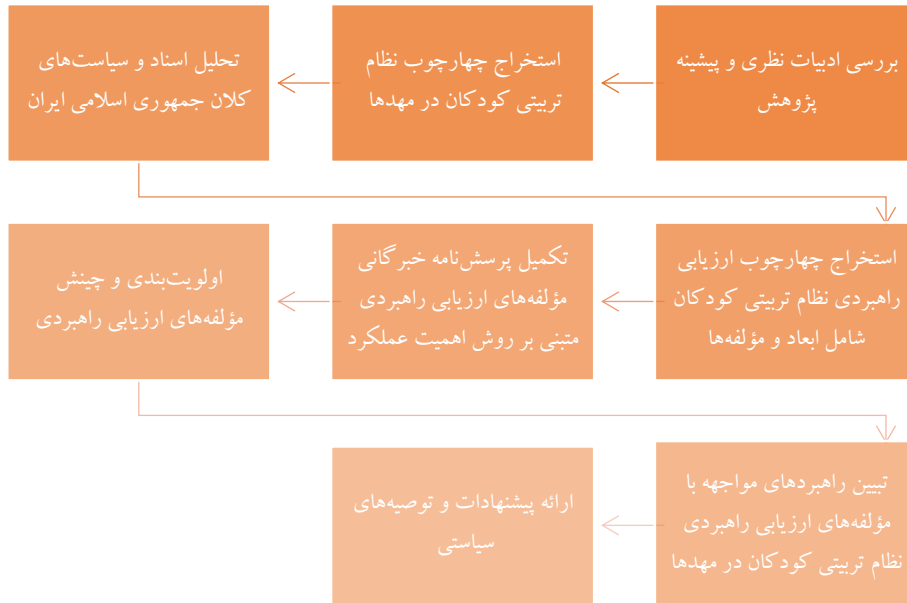 بررسی ادبیات نظری و پیشینه
پژوهش
استخراج چهارچوب نظام
تربیتی کودکان در مهدها
تحلیل اسناد و سیاست‌های
کلان جمهوری اسلامی ایران
استخراج چهارچوب ارزیابی
راهبردی نظام تربیتی کودکان
شامل ابعاد و مؤلفه‌ها
تکمیل پرسش‌نامه خبرگانی
مؤلفه‌های ارزیابی راهبردی
متبنی بر روش اهمیت عملکرد
اولویت‌بندی و چینش
مؤلفه‌های ارزیابی راهبردی
تبیین راهبردهای مواجهه با
مؤلفه‌های ارزیابی راهبردی
نظام تربیتی کودکان در مهدها
ارائه پیشنهادات و توصیه‌های
سیاستی